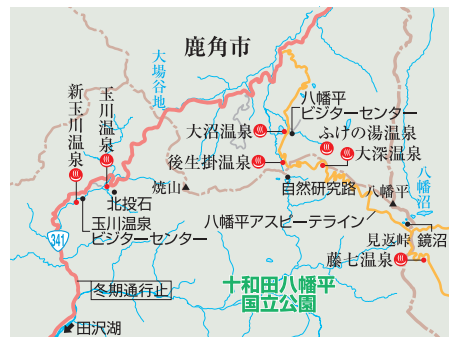 鹿角市
大場谷地
新玉川温泉
玉川温泉
大沼温泉
八幡平
ビジターセンター
ふけの湯温泉
大深温泉
後生掛温泉
焼山
自然研究路
八幡平
八幡沼
北投石
玉川温泉
ビジターセンター
八幡平アスピーテライン
341
見返峠
鏡沼
藤七温泉
冬期通行止
十和田八幡平
国立公園
田沢湖